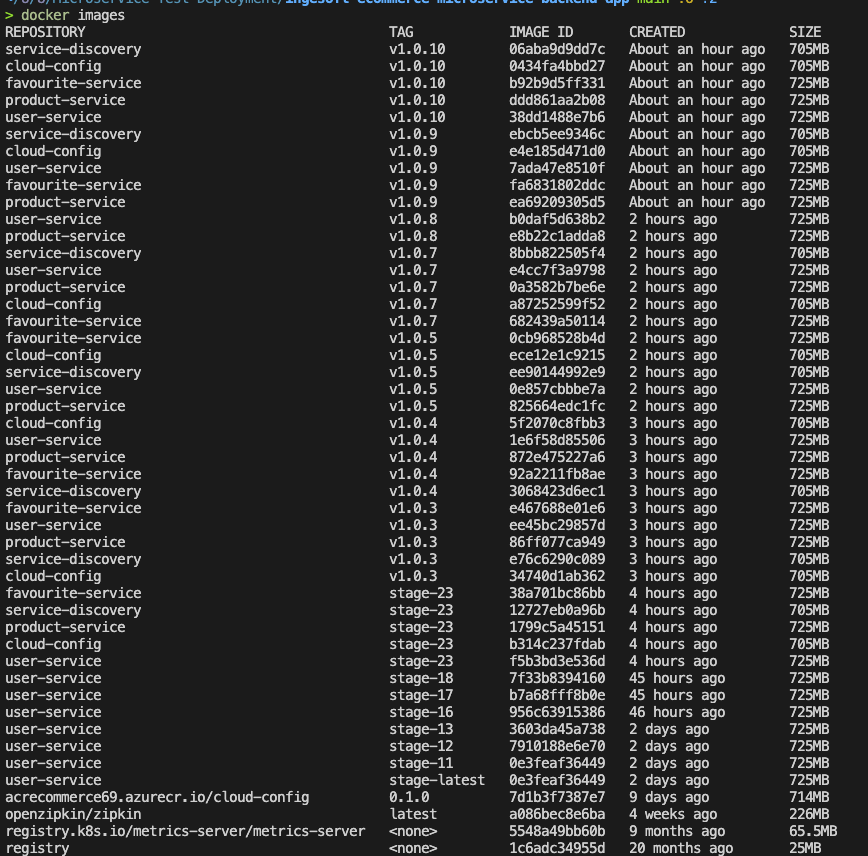 > docker images
REPOSITORY TAG IMAGE ID CREATED SIZE
service-discovery v1.0.10 06aba9d9dd7c About an hour ago 705MB
cloud-config v1.0.10 0434fa4bbd27 About an hour ago 705MB
favourite-service v1.0.10 b92b9d5ff331 About an hour ago 725MB
product-service v1.0.10 ddd861aa2b08 About an hour ago 725MB
user-service v1.0.10 38dd1488e7b6 About an hour ago 725MB
service-discovery v1.0.9 ebcb5ee9346c About an hour ago 705MB
cloud-config v1.0.9 e4e185d471d0 About an hour ago 705MB
user-service v1.0.9 7ada47e8510f About an hour ago 725MB
favourite-service v1.0.9 fa6831802ddc About an hour ago 725MB
product-service v1.0.9 ea69209305d5 About an hour ago 725MB
user-service v1.0.8 b0daf5d638b2 2 hours ago 725MB
product-service v1.0.8 e8b22c1adda8 2 hours ago 725MB
service-discovery v1.0.7 8bbb822505f4 2 hours ago 705MB
user-service v1.0.7 e4cc7f3a9798 2 hours ago 725MB
product-service v1.0.7 0a3582b7be6e 2 hours ago 725MB
cloud-config v1.0.7 a87252599f52 2 hours ago 705MB
favourite-service v1.0.7 682439a50114 2 hours ago 725MB
favourite-service v1.0.5 0cb968528b4d 2 hours ago 725MB
cloud-config v1.0.5 ece12e1c9215 2 hours ago 705MB
service-discovery v1.0.5 ee90144992e9 2 hours ago 705MB
user-service v1.0.5 0e857cbbbe7a 2 hours ago 725MB
product-service v1.0.5 825664edc1fc 2 hours ago 725MB
cloud-config v1.0.4 5f2070c8fbb3 3 hours ago 705MB
user-service v1.0.4 1e6f58d85506 3 hours ago 725MB
product-service v1.0.4 872e475227a6 3 hours ago 725MB
favourite-service v1.0.4 92a2211fb8ae 3 hours ago 725MB
service-discovery v1.0.4 3068423d6ec1 3 hours ago 705MB
favourite-service v1.0.3 e467688e01e6 3 hours ago 725MB
user-service v1.0.3 ee45bc29857d 3 hours ago 725MB
product-service v1.0.3 86ff077ca949 3 hours ago 725MB
service-discovery v1.0.3 e76c6290c089 3 hours ago 705MB
cloud-config v1.0.3 34740d1ab362 3 hours ago 705MB
favourite-service stage-23 38a701bc86bb 4 hours ago 725MB
service-discovery stage-23 12727eb0a96b 4 hours ago 705MB
product-service stage-23 1799c5a45151 4 hours ago 725MB
cloud-config stage-23 b314c237fdab 4 hours ago 705MB
user-service stage-23 f5b3bd3e536d 4 hours ago 725MB
user-service stage-18 7f33b8394160 45 hours ago 725MB
user-service stage-17 b7a68fff8b0e 45 hours ago 725MB
user-service stage-16 956c63915386 46 hours ago 725MB
user-service stage-13 3603da45a738 2 days ago 725MB
user-service stage-12 7910188e6e70 2 days ago 725MB
user-service stage-11 0e3feaf36449 2 days ago 725MB
user-service stage-latest 0e3feaf36449 2 days ago 725MB
acrecommerce69.azurecr.io/cloud-config 0.1.0 7d1b3f7387e7 9 days ago 714MB
openzipkin/zipkin latest a086bec8e6ba 4 weeks ago 226MB
registry.k8s.io/metrics-server/metrics-server <none> 5548a49bb60b 9 months ago 65.5MB
registry <none> 1c6adc34955d 20 months ago 25MB